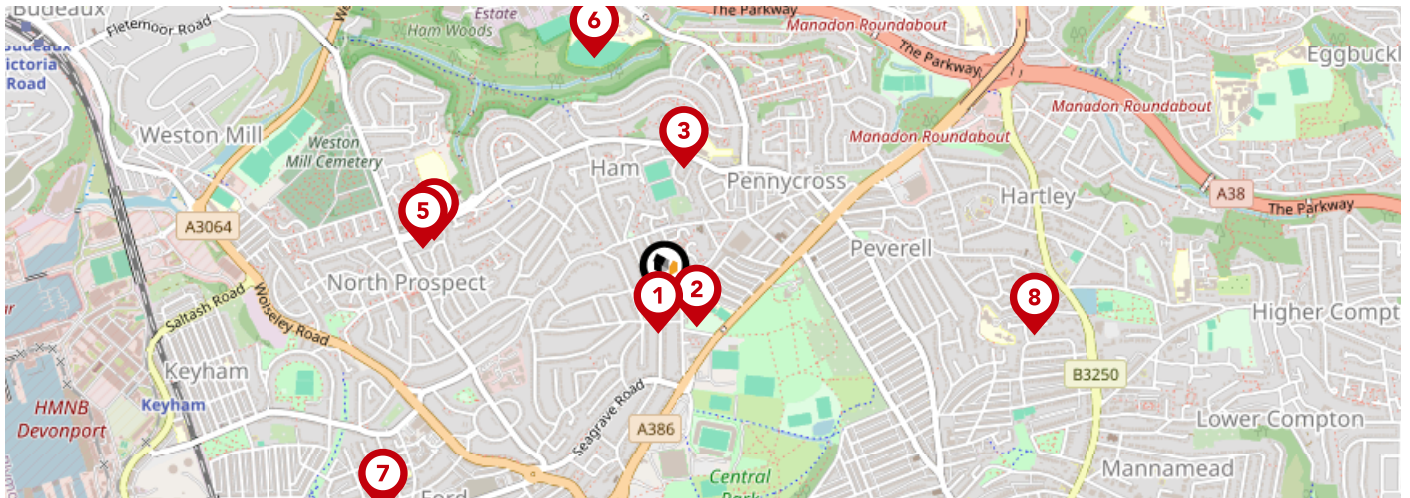 Budeaux
Fletemoor Road
Estate
Ham Woods
6
The Parkway
Manadon Roundabout
The Parkway
Eggbuckl
Victoria
Road
Manadon Roundabout
Weston Mill
Weston
Mill Cemetery
3
Manadon Roundabout
Ham
Pennycross
Hartley
A38
The Parkway
5
A3064
Peverell
North Prospect
1
2
8
Saltash Road
Wolseley Road
Higher Compt
Keyham
B3250
Keyham
HMNB
Devonport
Seagrave Road
A386
Lower Compton
7
Central
Park
Mannamead
Ford